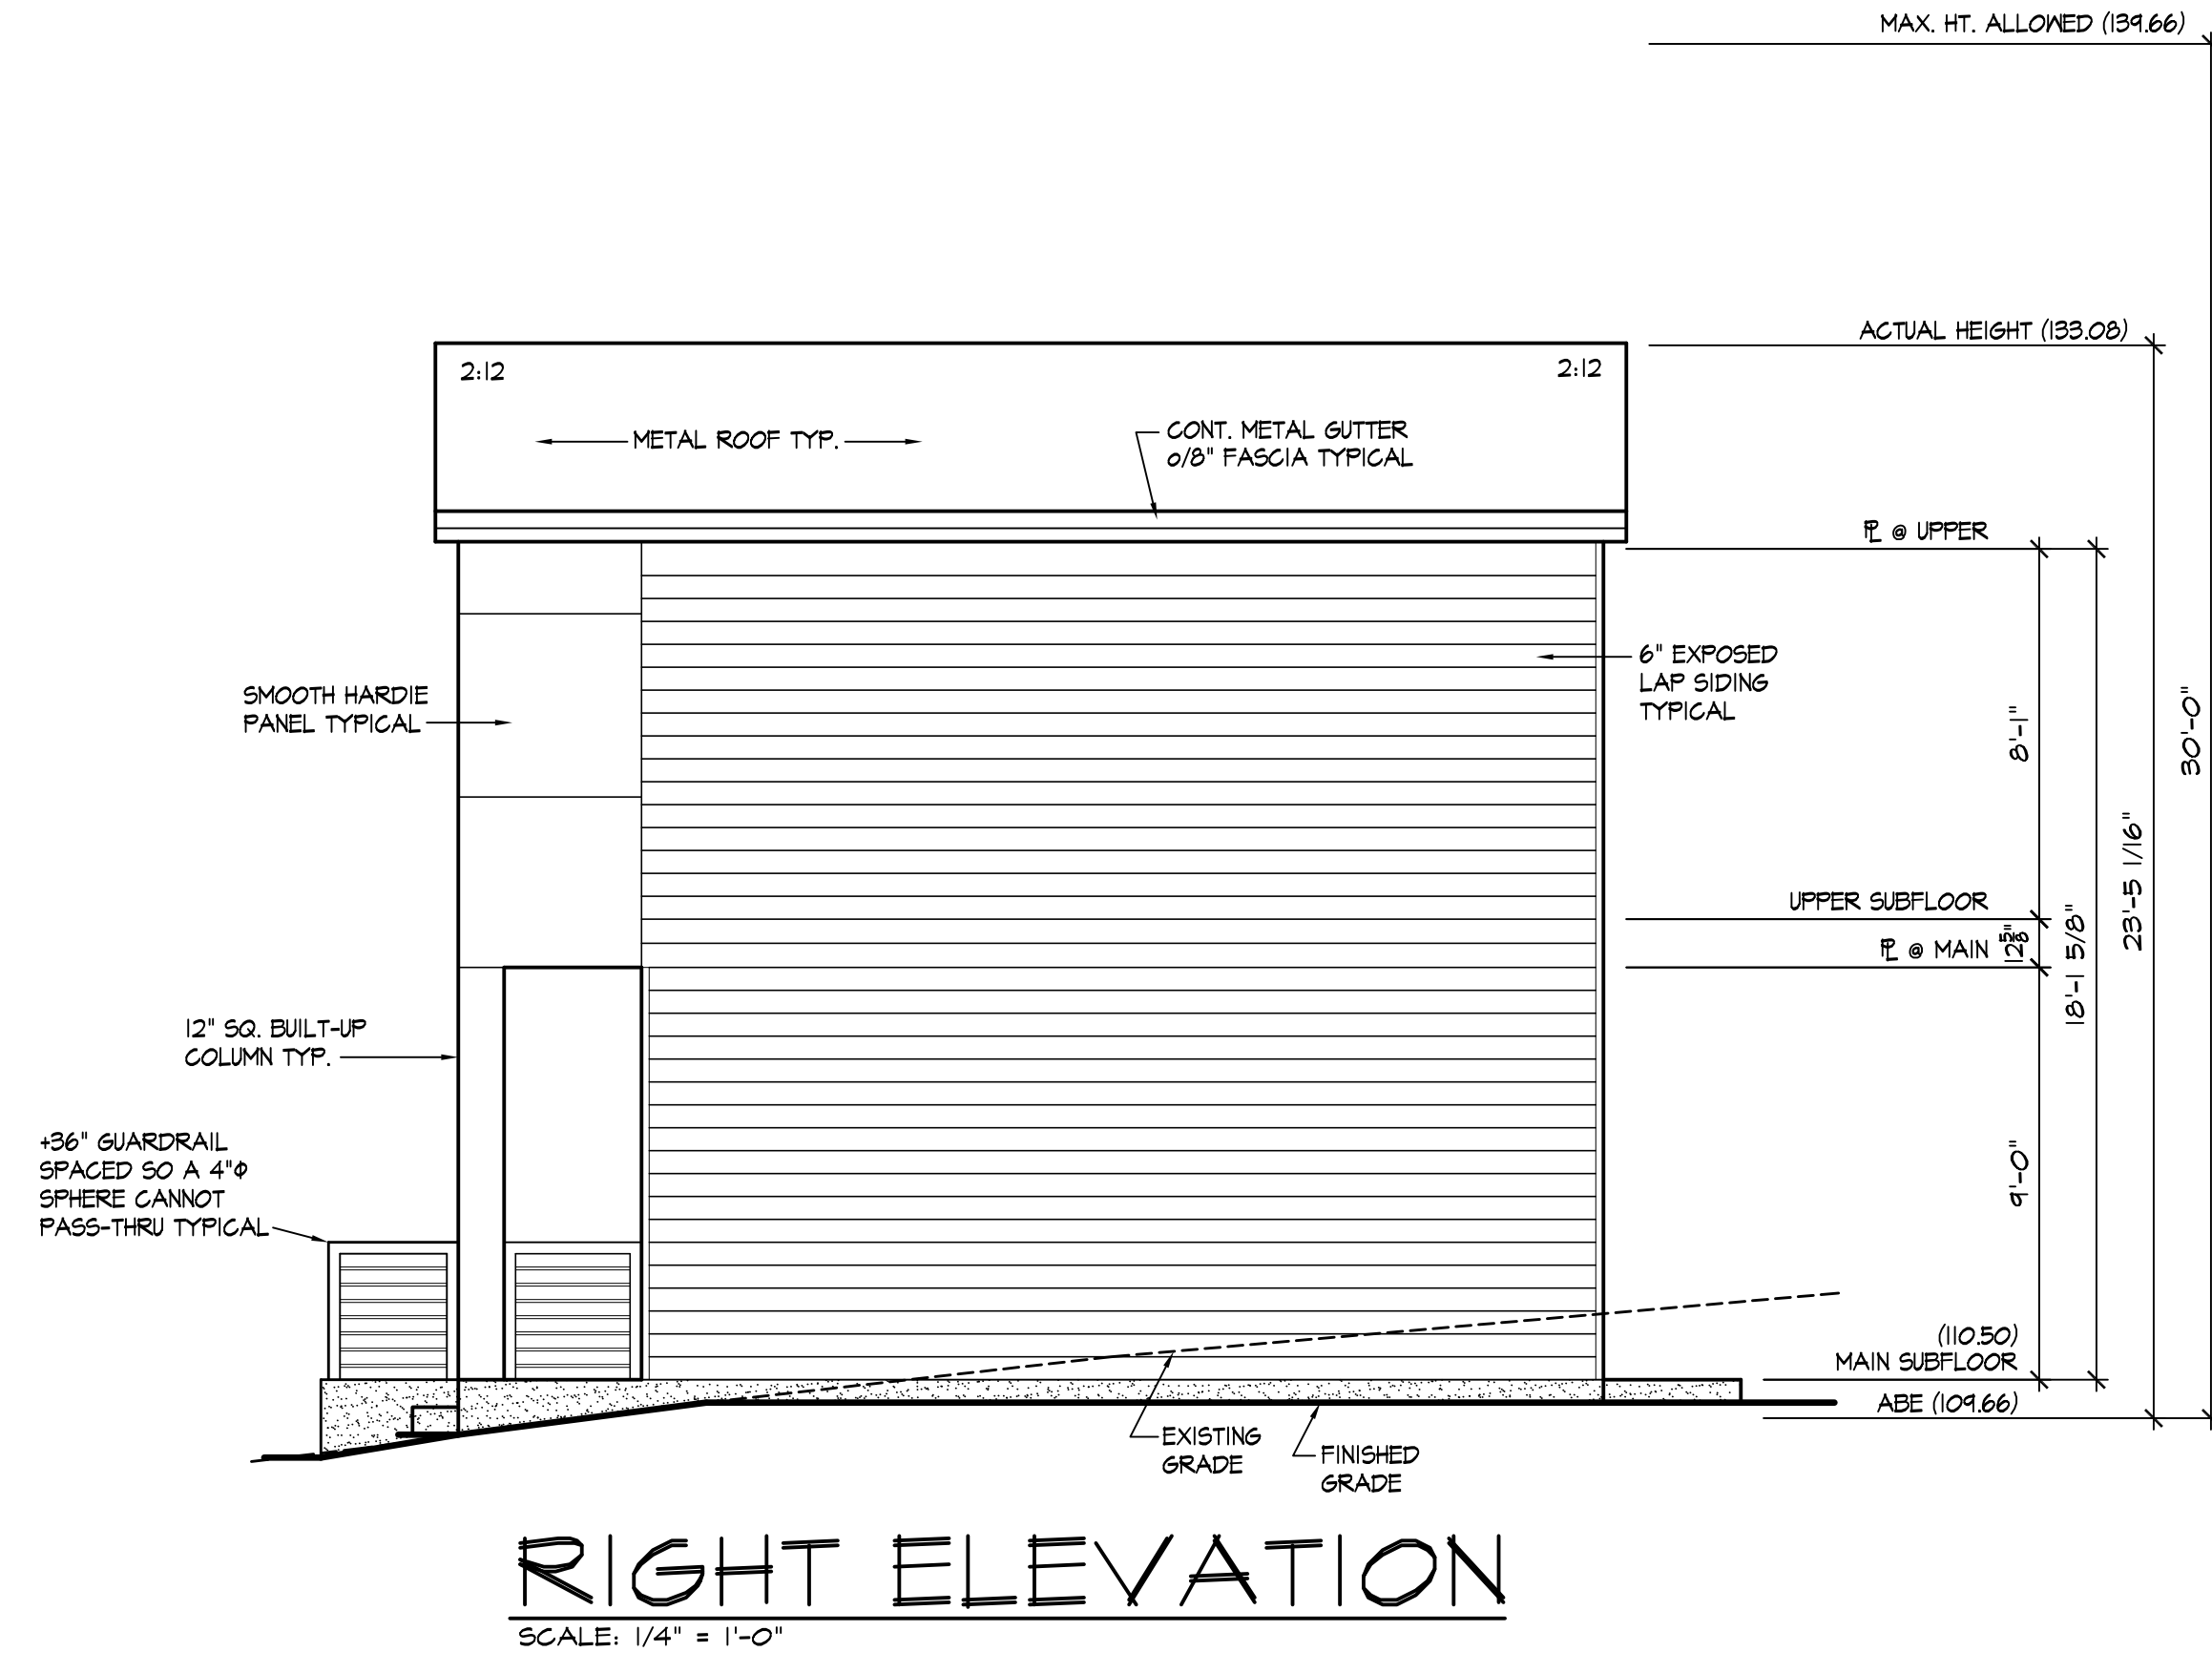 MAX. HT. ALLOWED (139.66)
ACTUAL HEIGHT (133.08)
2:12
2:12
METAL ROOF TYP.
CONT. METAL GUTTER
o/8" FASCIA TYPICAL
PL @ UPPER
6" EXPOSED
LAP SIDING
TYPICAL
SMOOTH HARDIE
PANEL TYPICAL
8'-1"
30'-0"
23'-5 1/16"
UPPER SUBFLOOR
PL @ MAIN
12 5/8"
18'-1 5/8"
12" SQ. BUILT-UP
COLUMN TYP.
+36" GUARDRAIL
SPACED SO A 4"Φ
SPHERE CANNOT
PASS-THRU TYPICAL
9'-0"
(110.50)
MAIN SUBFLOOR
ABE (109.66)
EXISTING
GRADE
FINISHED
GRADE
RIGHT ELEVATION
SCALE: 1/4" = 1'-0"